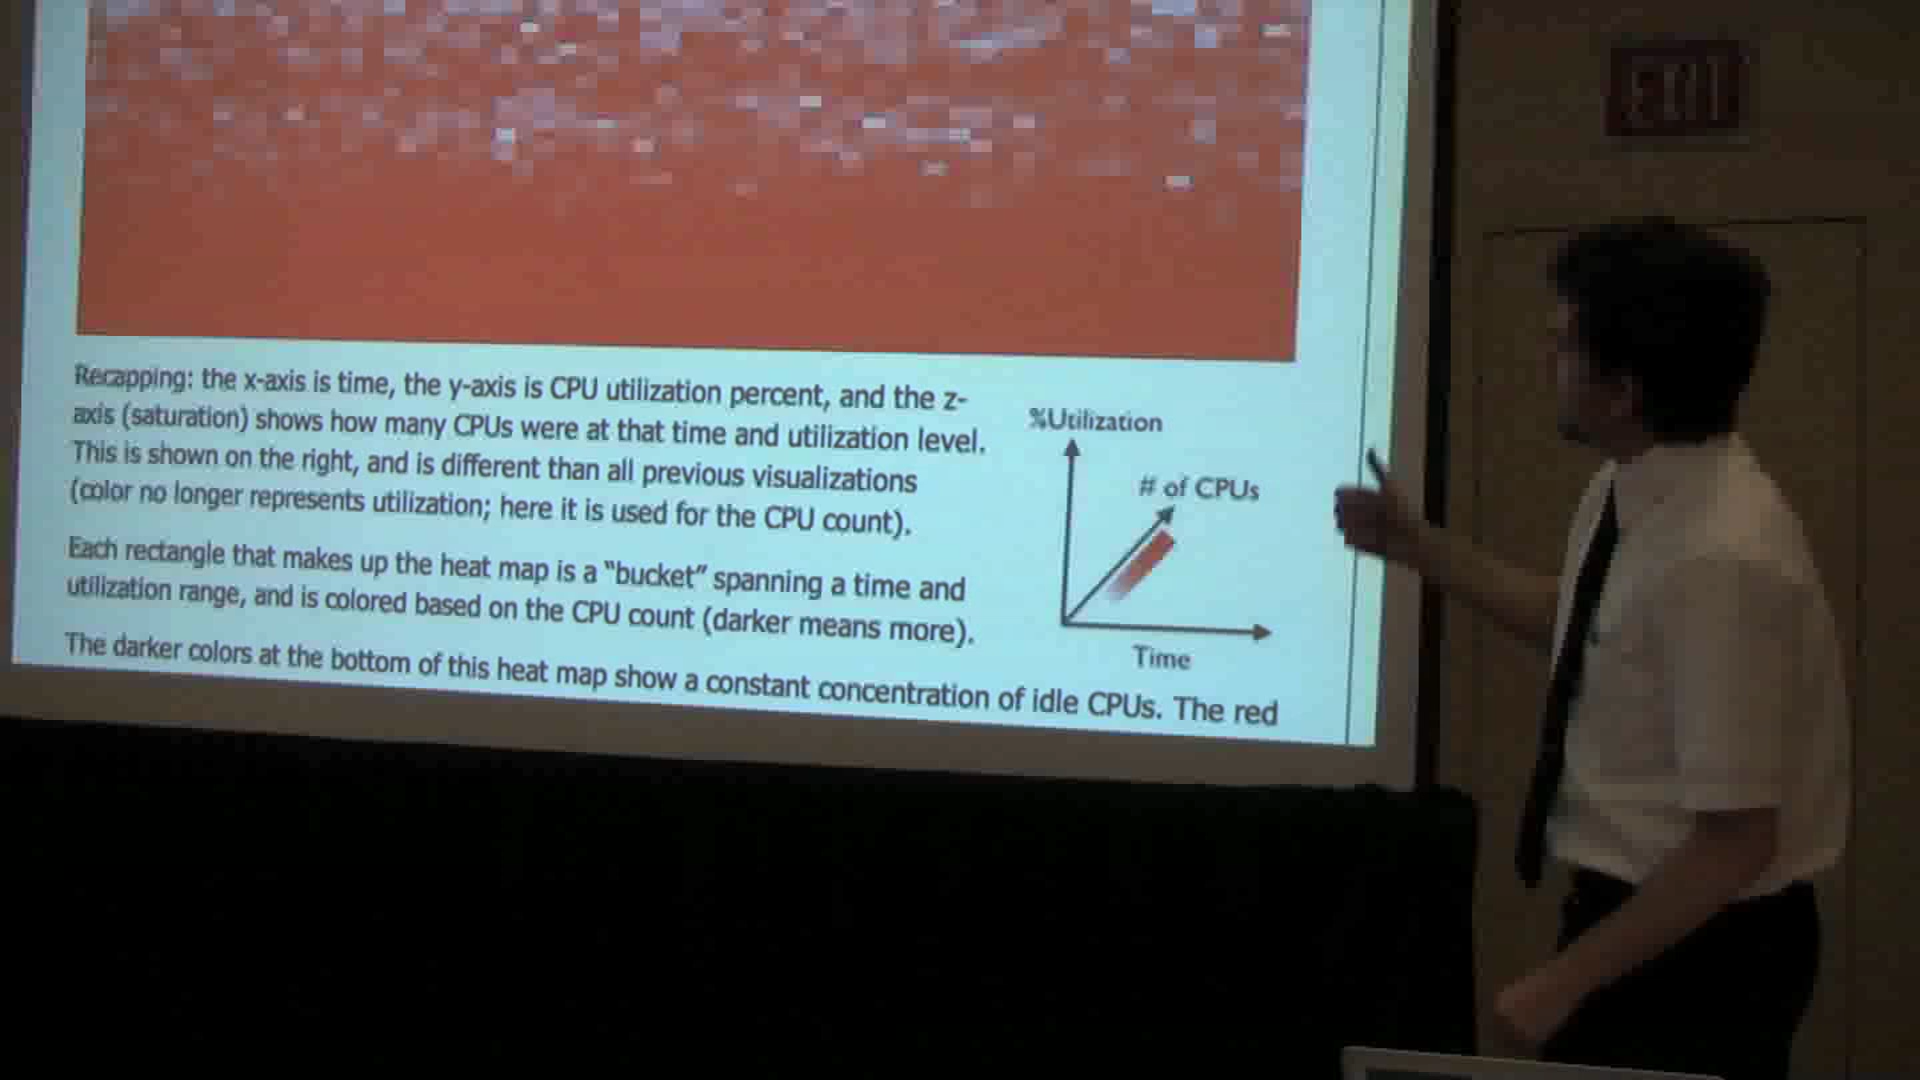 EXIT
Recapping: the x-axis is time, the y-axis is CPU utilization percent, and the z-
axis (saturation) shows how many CPUs were at that time and utilization level.
This is shown on the right, and is different than all previous visualizations
(color no longer represents utilization; here it is used for the CPU count).
Each rectangle that makes up the heat map is a “bucket” spanning a time and
utilization range, and is colored based on the CPU count (darker means more).
The darker colors at the bottom of this heat map show a constant concentration of idle CPUs. The red
%Utilization
# of CPUs
Time